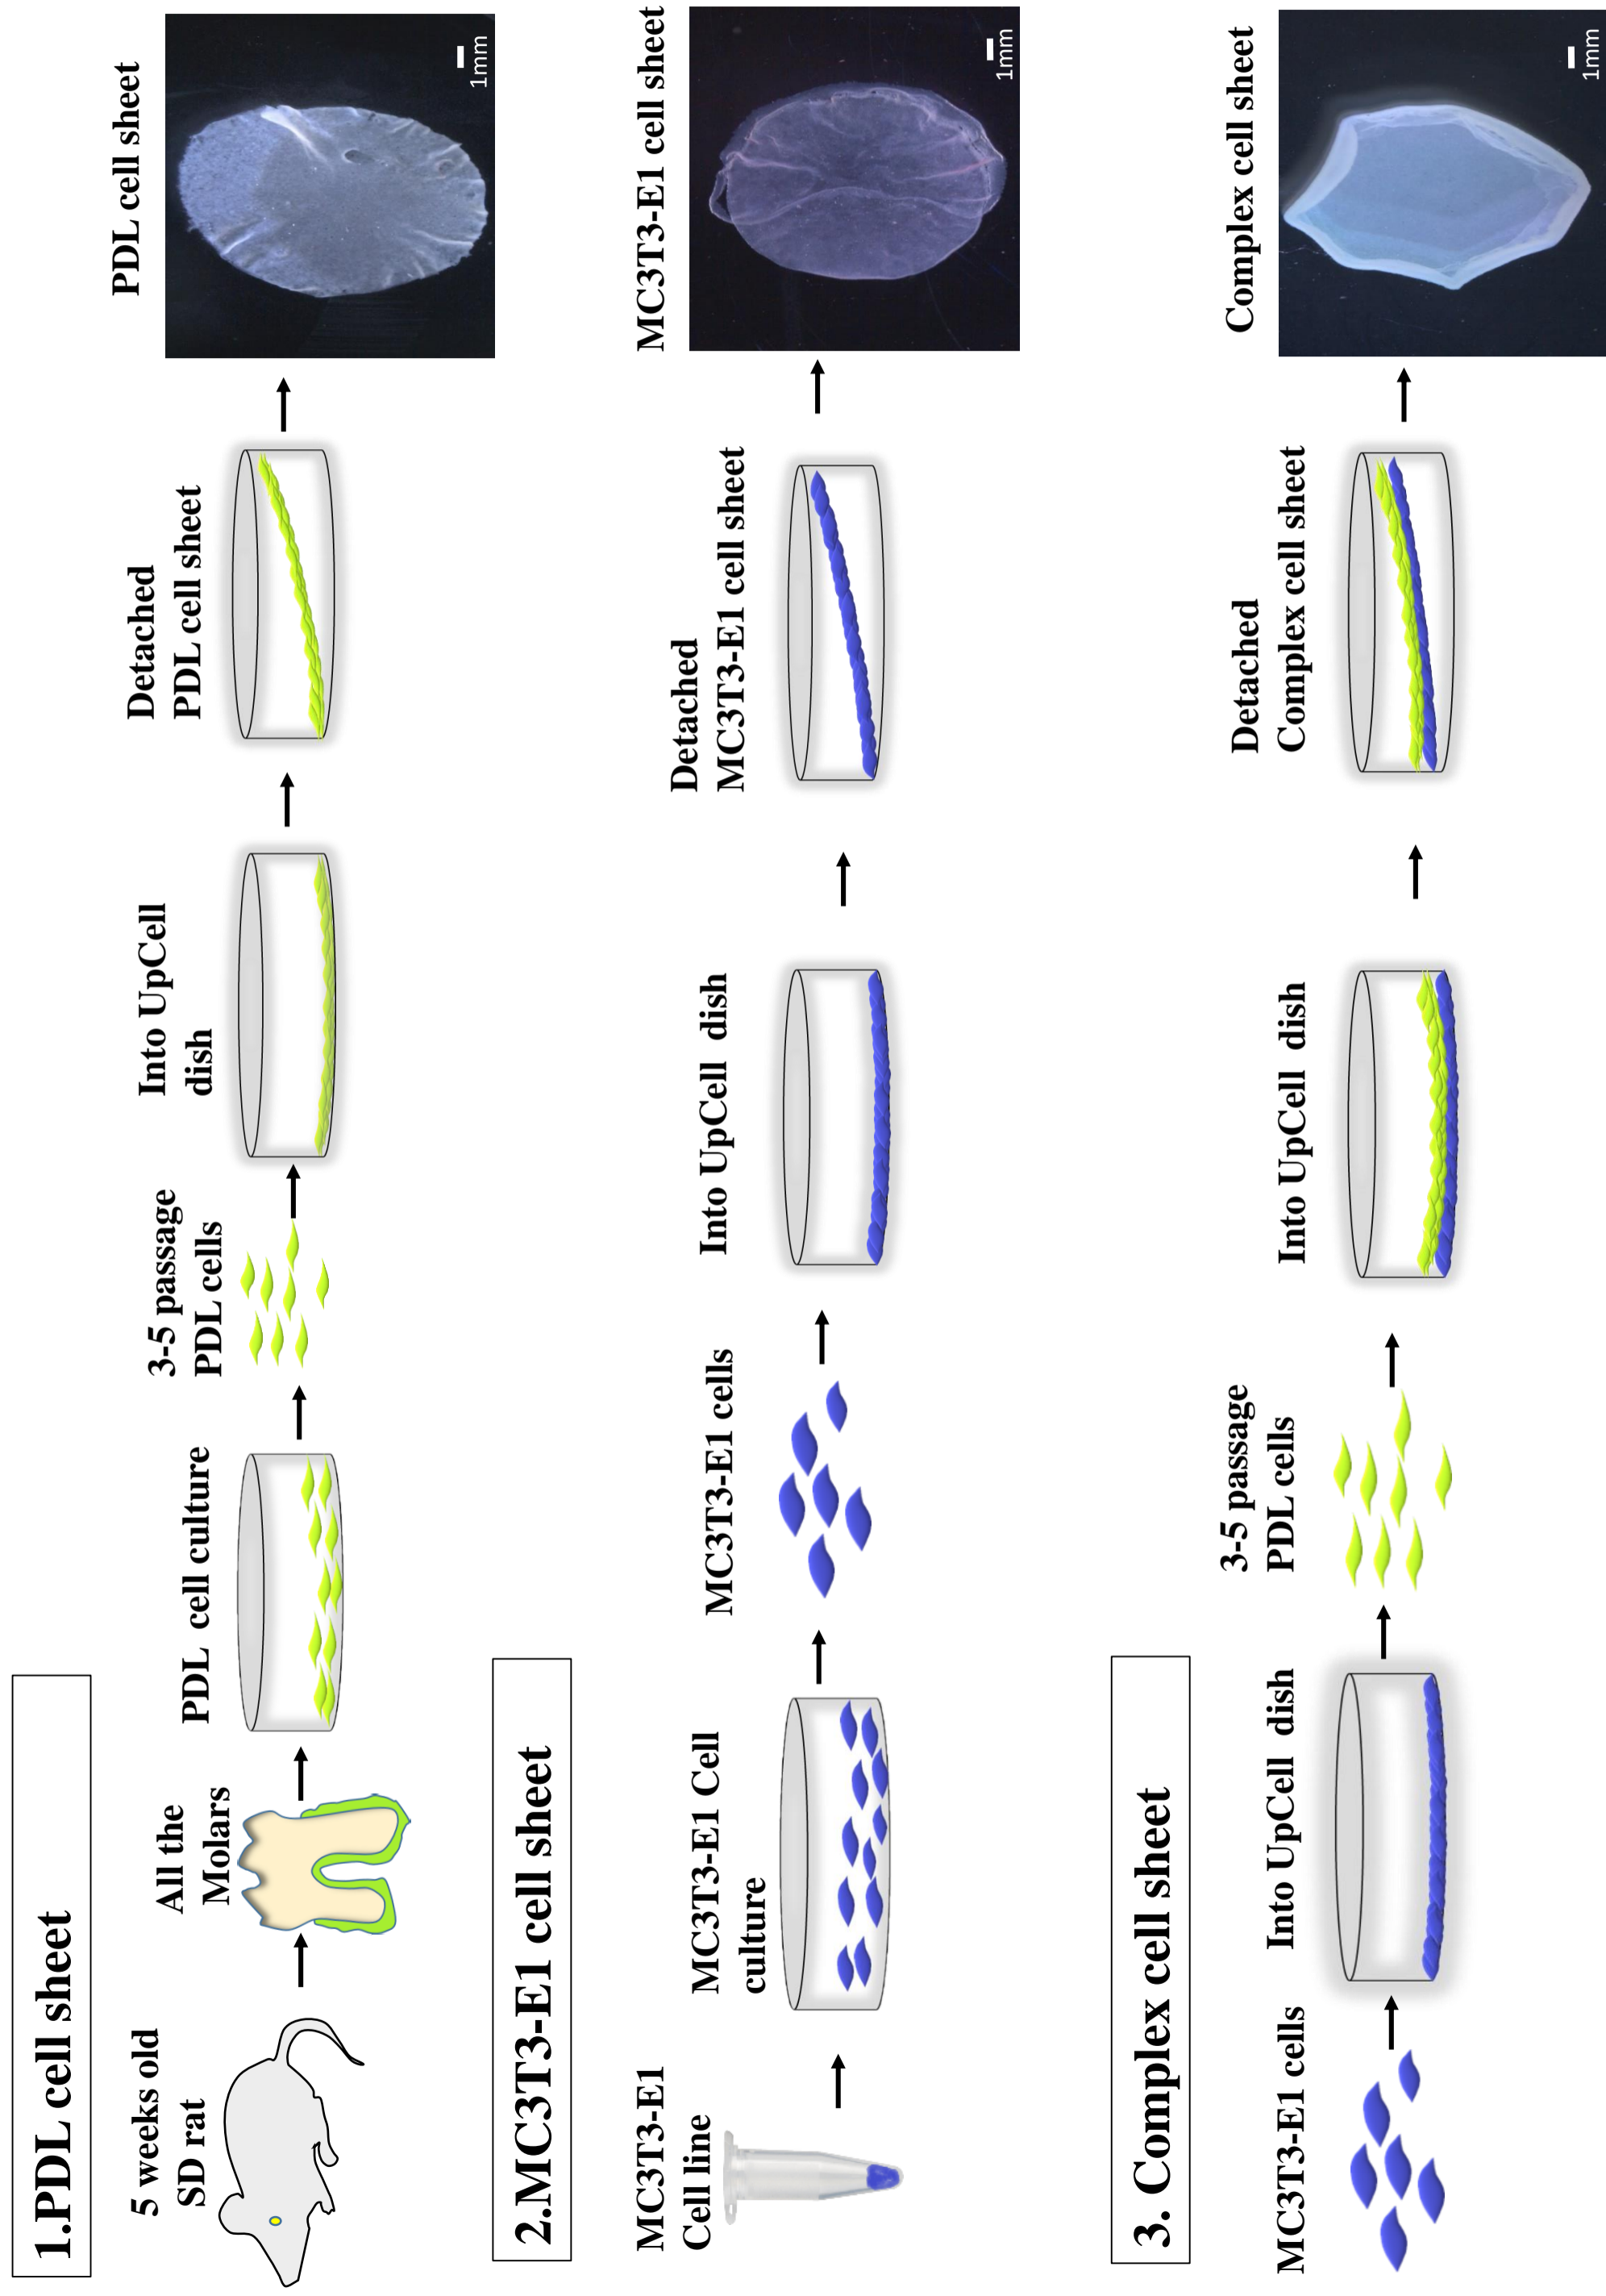 1.PDL cell sheet
5 weeks old
SD rat
All the
Molars
PDL cell culture
3-5 passage
PDL cells
Into UpCell
dish
Detached
PDL cell sheet
PDL cell sheet
1mm
2.MC3T3-E1 cell sheet
MC3T3-E1
Cell line
MC3T3-E1 Cell
culture
MC3T3-E1 cells
Into UpCell dish
Detached
MC3T3-E1 cell sheet
MC3T3-E1 cell sheet
1mm
3. Complex cell sheet
MC3T3-E1 cells
Into UpCell dish
3-5 passage
PDL cells
Into UpCell dish
Detached
Complex cell sheet
Complex cell sheet
1mm